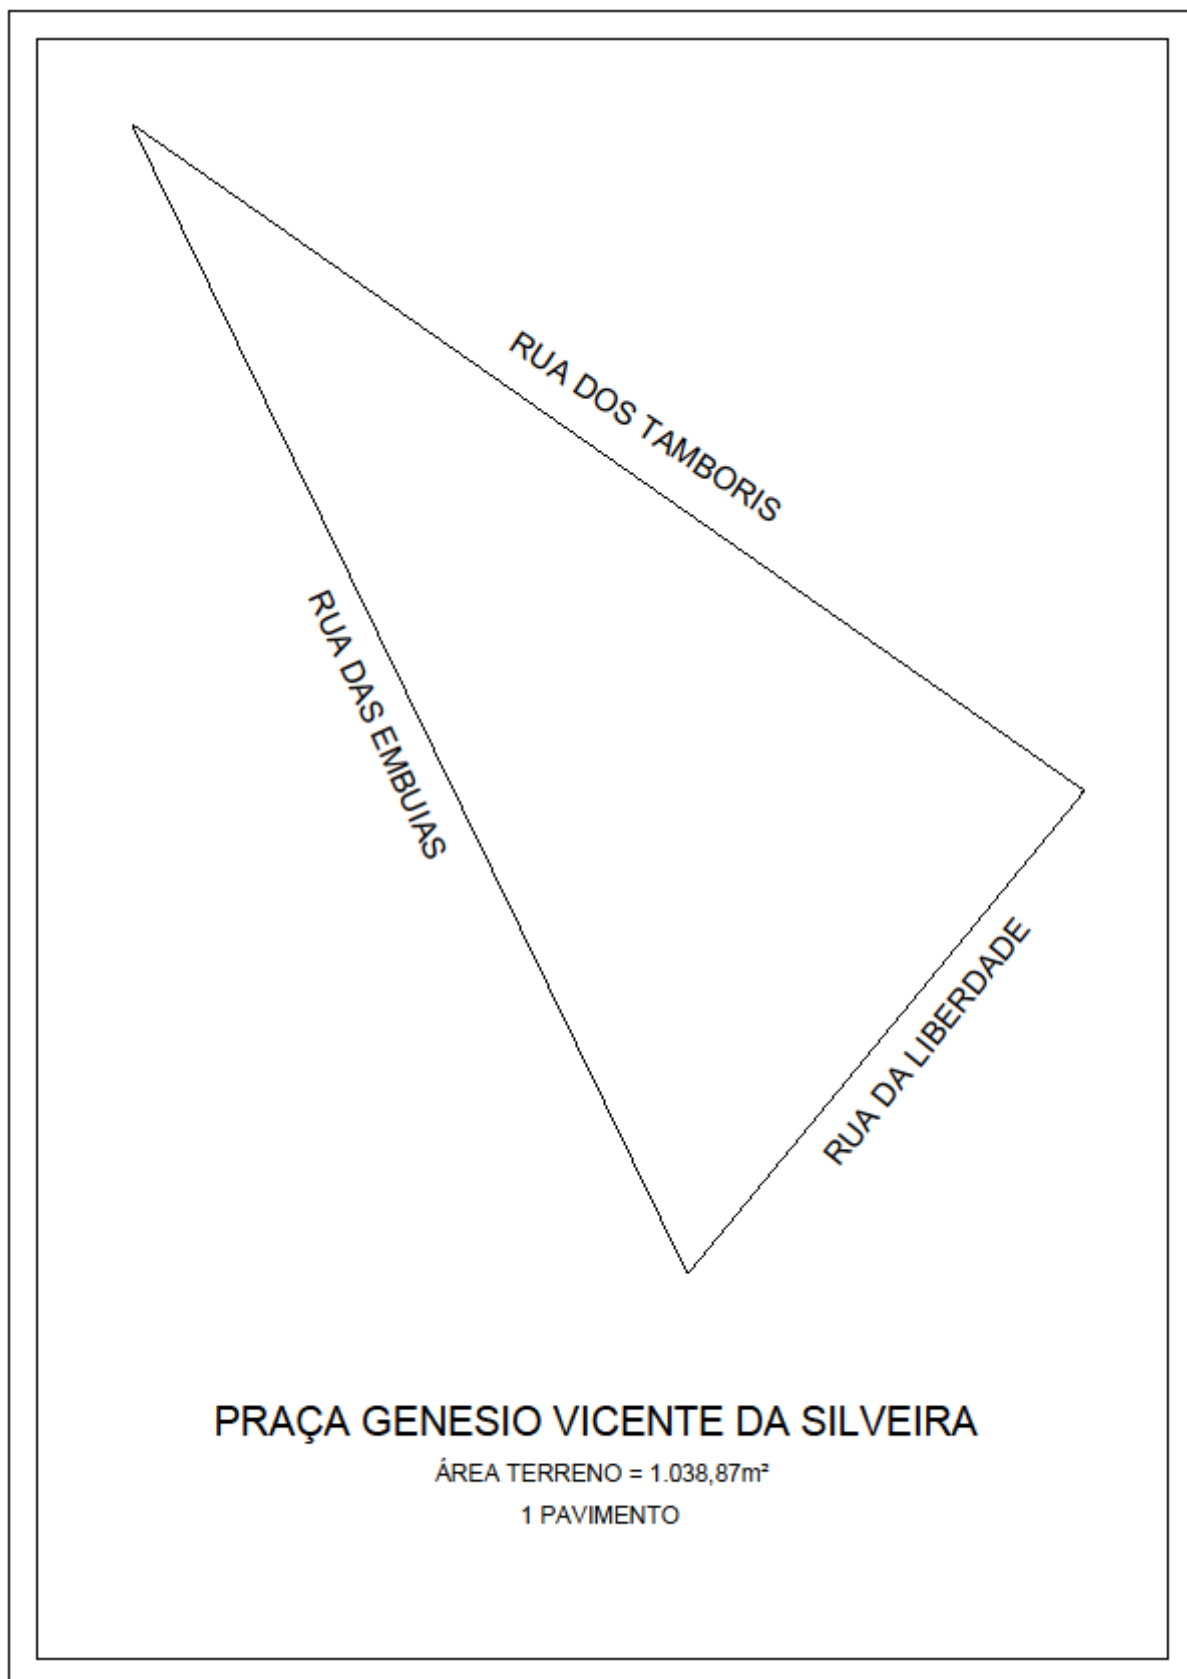 RUA DOS TAMBORIS
RUA DAS EMBUIAS
RUA DA LIBERDADE
PRAÇA GENESIO VICENTE DA SILVEIRA
ÁREA TERRENO = 1.038,87m²
1 PAVIMENTO